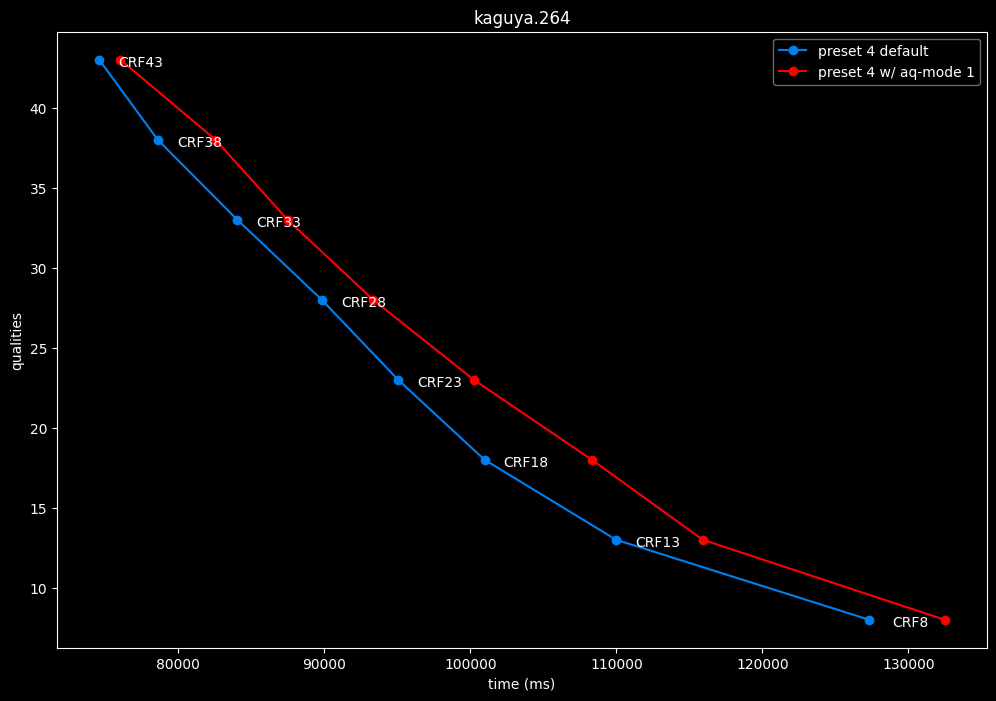 kaguya.264
preset 4 default
preset 4 w/ aq-mode 1
CRF43
CRF38
CRF33
CRF28
CRF23
CRF18
CRF13
CRF8
qualities
40
35
30
25
20
15
10
80000
90000
100000
110000
120000
130000
time (ms)